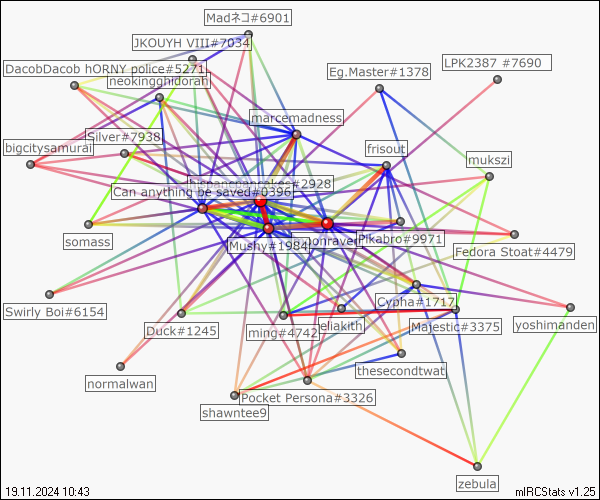 Madネコ#6901
JKOUYH VIII#7034
LPK2387 #7690
DacobDacob hORNY police#5271
Eg.Master#1378
neokingghidorah
marcemadness
Silver#7938
bigcitysamurai
frisout
mukszi
hispanepancakes#2928
Can anything be saved#0396
somass
Mushy#1984
Pikabro#9971
Fedora Stoat#4479
Swirly Boi#6154
Cypha#1717
Duck#1245
ming#4742
eliakith
Majestic#3375
yoshimanden
normalwan
thesecondtwat
Pocket Persona#3326
shawntee9
zebula
19.11.2024 10:43
mIRCStats v1.25